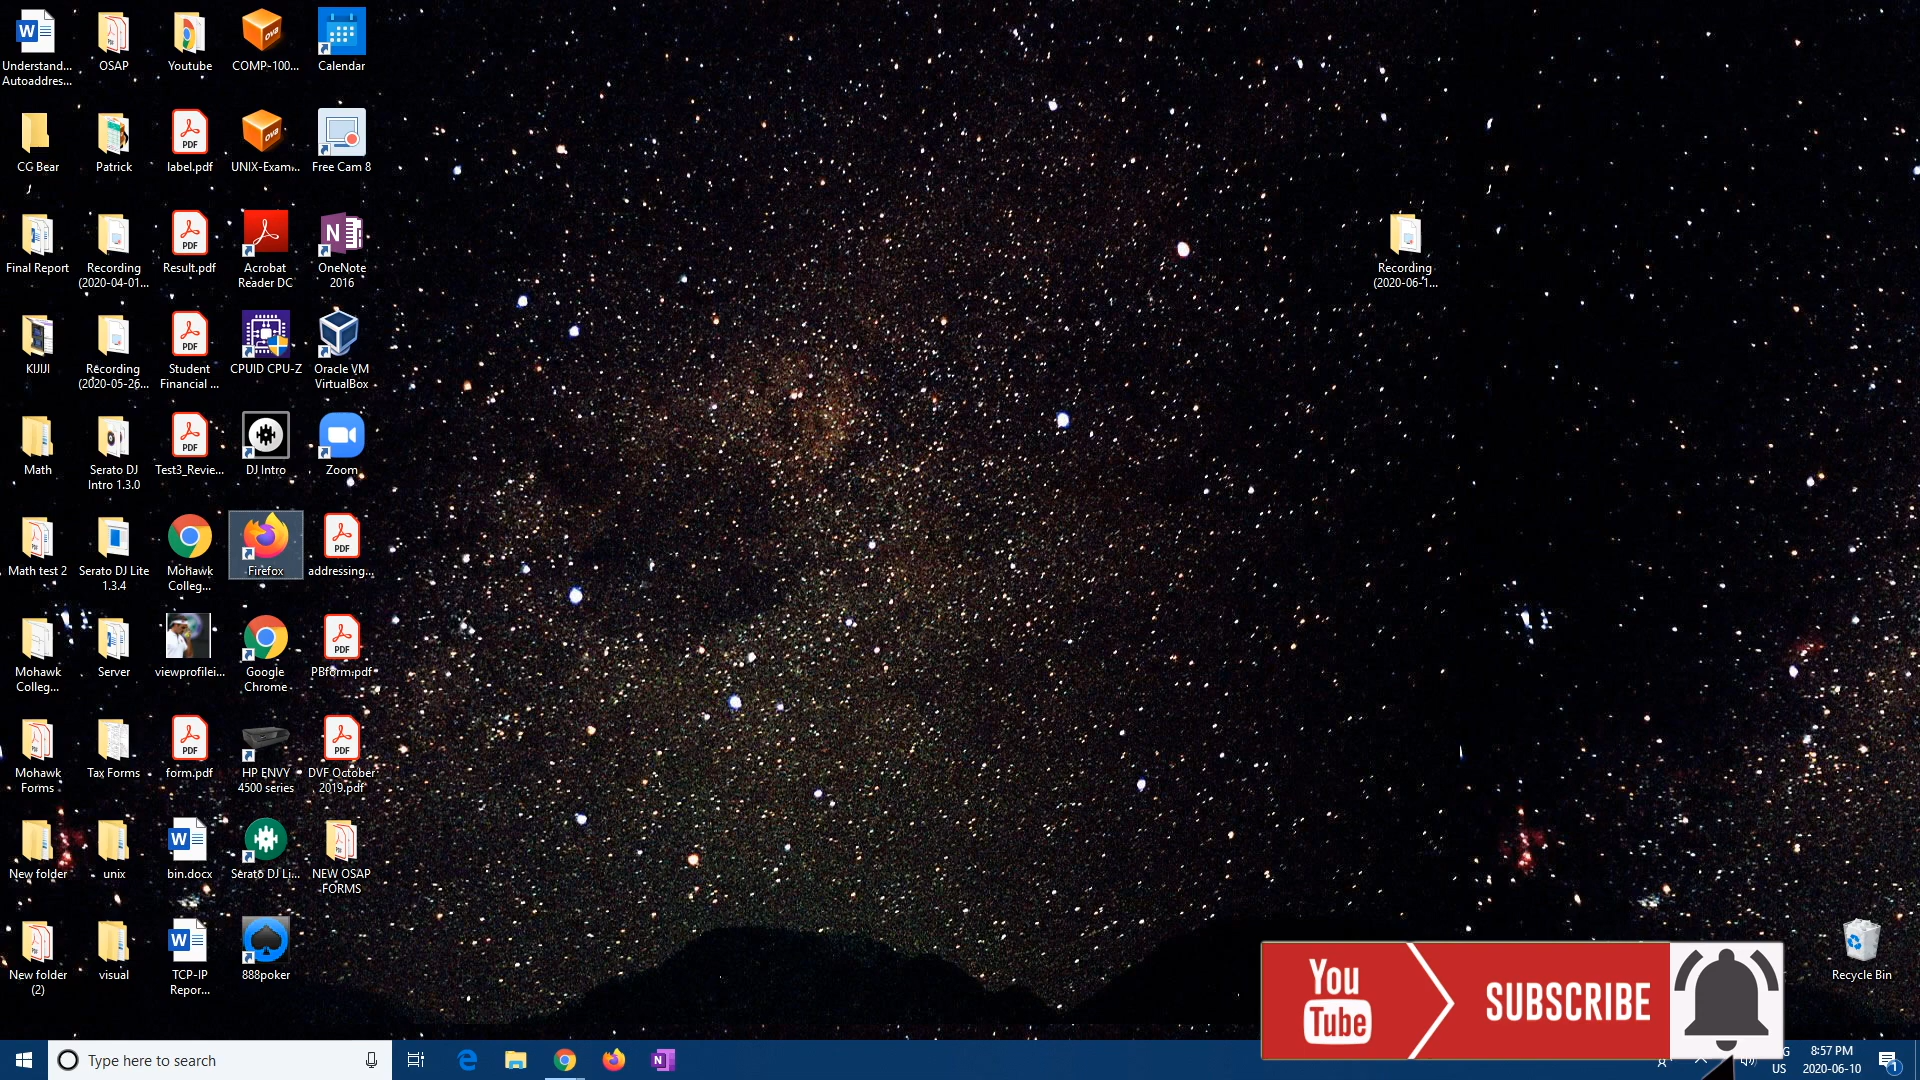 Understand...
Autoaddres...
OSAP
Youtube
COMP-100...
Calendar
CG Bear
Patrick
label.pdf
UNIX-Exam...
Free Cam 8
Final Report
Recording
(2020-04-01...
Result.pdf
Acrobat
Reader DC
OneNote
2016
Recording
(2020-06-1...
KIJIJI
Recording
(2020-05-26...
Student
Financial ...
CPUID CPU-Z
Oracle VM
VirtualBox
Math
Serato DJ
Intro 1.3.0
Test3_Revie...
DJ Intro
Zoom
Math test 2
Serato DJ Lite
1.3.4
Mohawk
Colleg...
Firefox
addressing...
Mohawk
Colleg...
Server
viewprofilei...
Google
Chrome
PBform.pdf
Mohawk
Forms
Tax Forms
form.pdf
HP ENVY
4500 series
DVF October
2019.pdf
New folder
unix
bin.docx
Serato DJ Li...
NEW OSAP
FORMS
New folder
(2)
visual
TCP-IP
Repor...
888poker
Recycle Bin
You
Tube
SUBSCRIBE
Type here to search
US
8:57 PM
2020-06-10
1